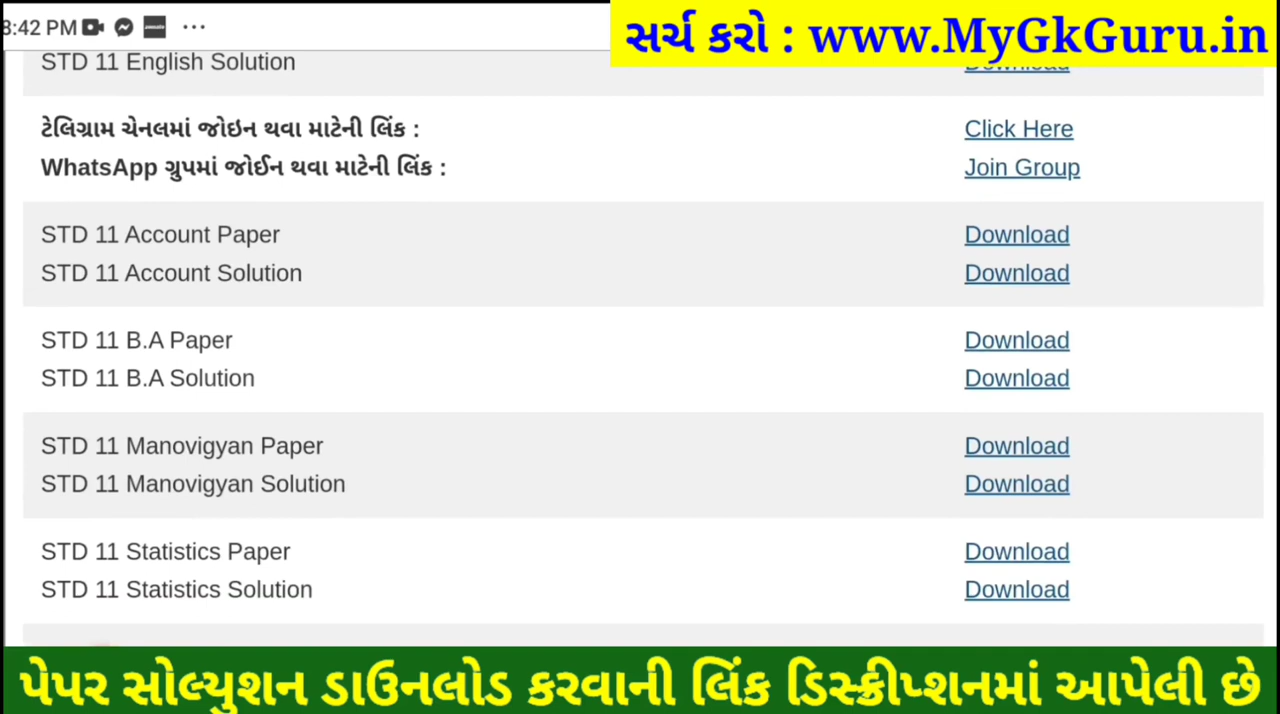 8:42 PM
સર્ચ કરો : www.MyGkGuru.in
STD 11 English Solution Download
ટેલિગ્રામ ચેનલમાં જોઇન થવા માટેની લિંક : Click Here
WhatsApp ગ્રુપમાં જોઈન થવા માટેની લિંક : Join Group
STD 11 Account Paper Download
STD 11 Account Solution Download
STD 11 B.A Paper Download
STD 11 B.A Solution Download
STD 11 Manovigyan Paper Download
STD 11 Manovigyan Solution Download
STD 11 Statistics Paper Download
STD 11 Statistics Solution Download
પેપર સોલ્યુશન ડાઉનલોડ કરવાની લિંક ડિસ્ક્રીપ્શનમાં આપેલી છે